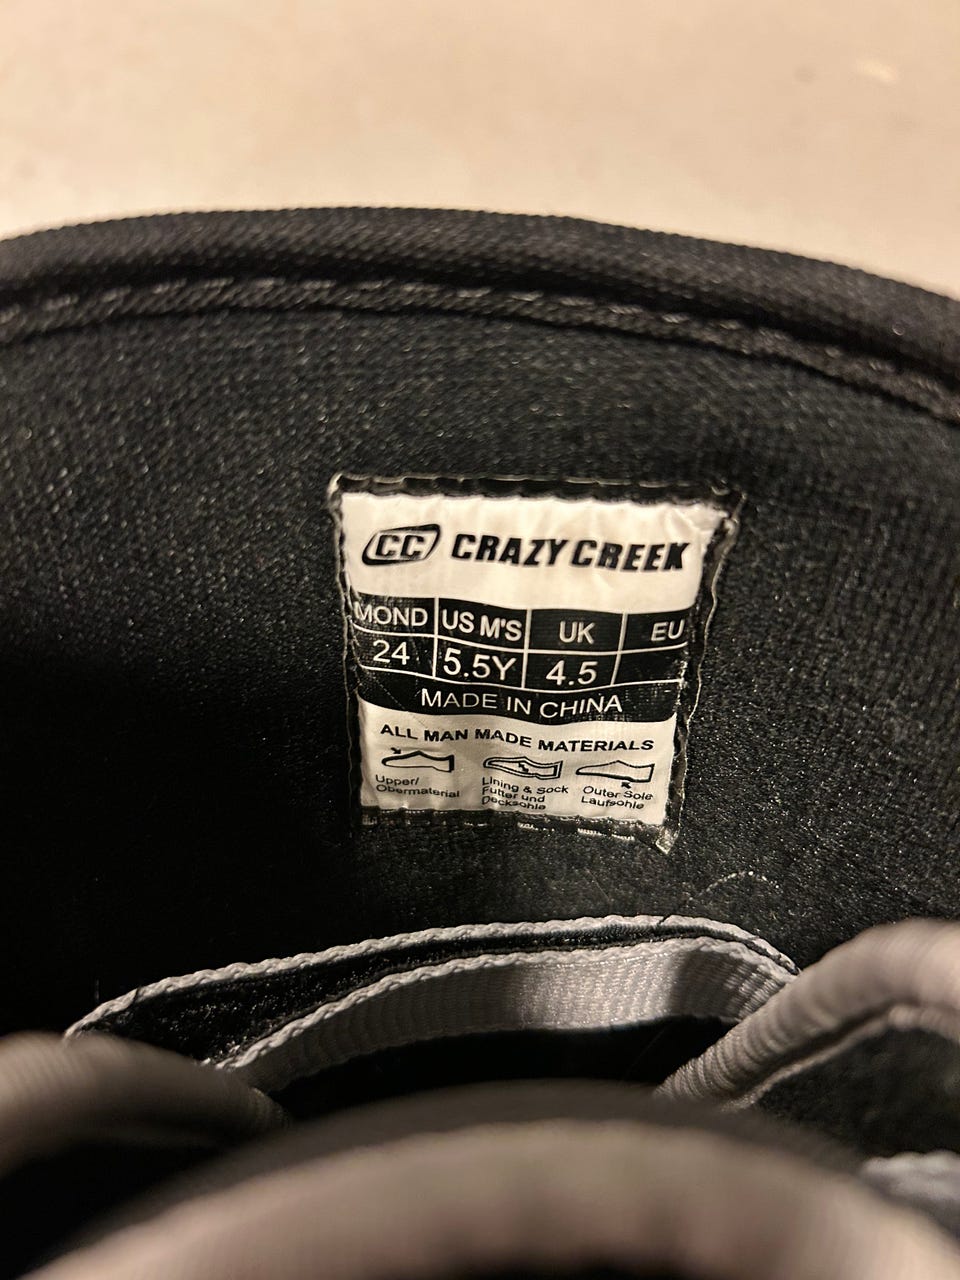 CC CRAZY CREEK
MOND US M'S UK EU
24 5.5Y 4.5
MADE IN CHINA
ALL MAN MADE MATERIALS
Upper/
Obermaterial
Lining & Sock
Futter und
Decksohle
Outer Sole
Laufsohle